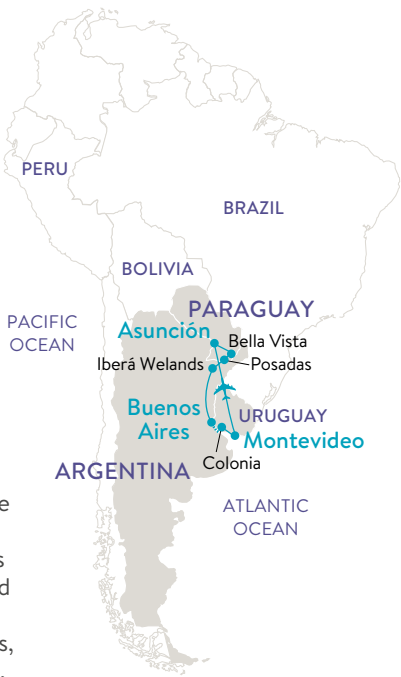 PERU
BRAZIL
BOLIVIA
PACIFIC
OCEAN
PARAGUAY
Asunción
Bella Vista
Iberá Welands
Posadas
Buenos
Aires
URUGUAY
Montevideo
Colonia
ARGENTINA
ATLANTIC
OCEAN
e
s
d
s,